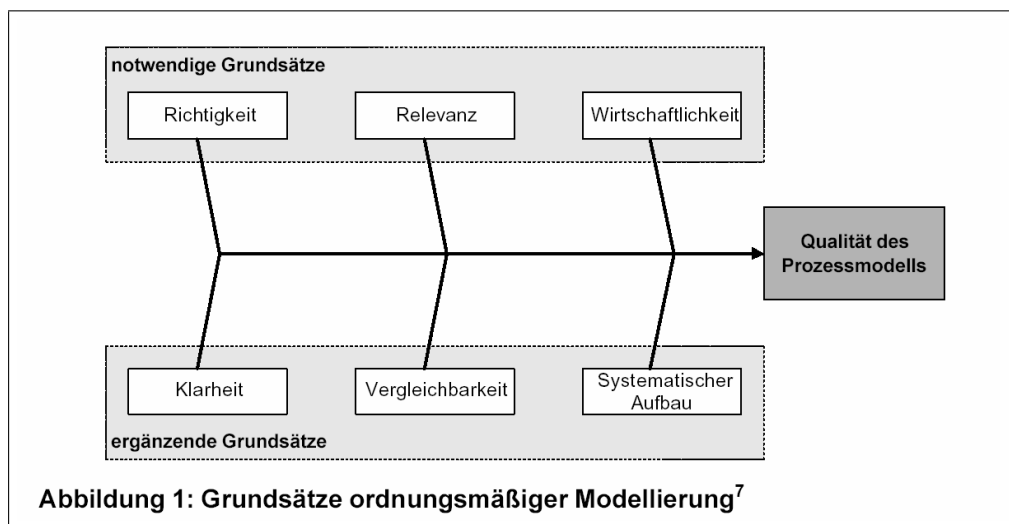 notwendige Grundsätze
Richtigkeit
Relevanz
Wirtschaftlichkeit
Qualität des
Prozessmodells
Klarheit
Vergleichbarkeit
Systematischer
Aufbau
ergänzende Grundsätze
Abbildung 1: Grundsätze ordnungsmäßiger Modellierung⁷